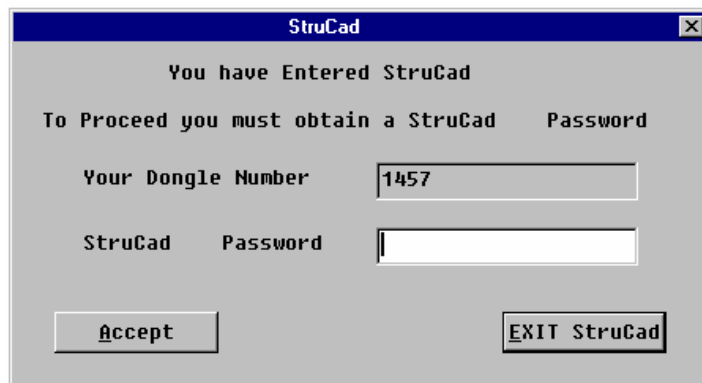 StruCad
You have Entered StruCad
To Proceed you must obtain a StruCad Password
Your Dongle Number 1457
StruCad Password
Accept EXIT StruCad